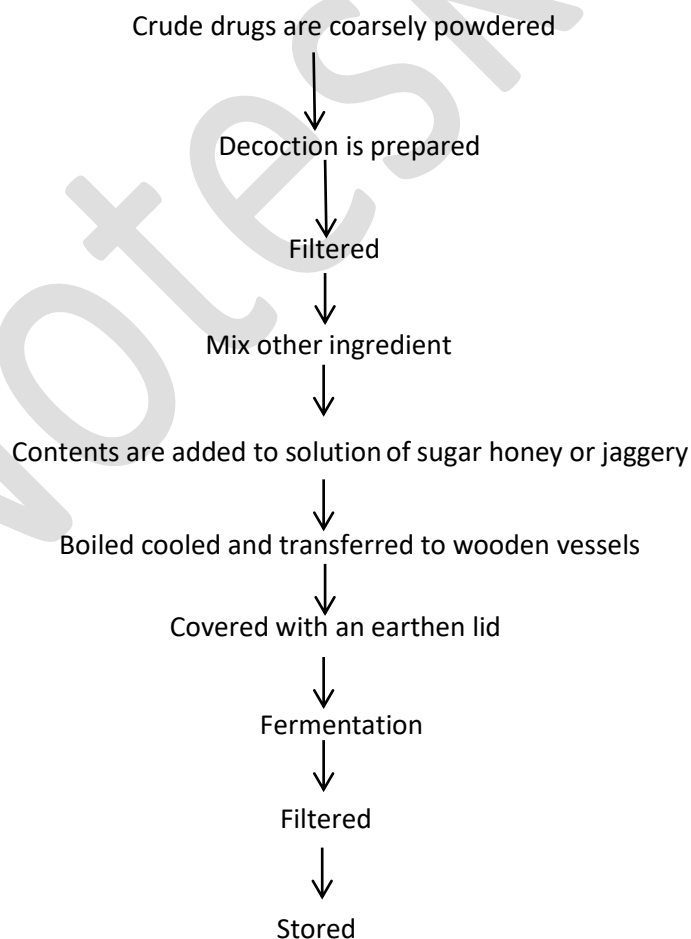 Crude drugs are coarsely powdered
Decoction is prepared
Filtered
Mix other ingredient
Contents are added to solution of sugar honey or jaggery
Boiled cooled and transferred to wooden vessels
Covered with an earthen lid
Fermentation
Filtered
Stored